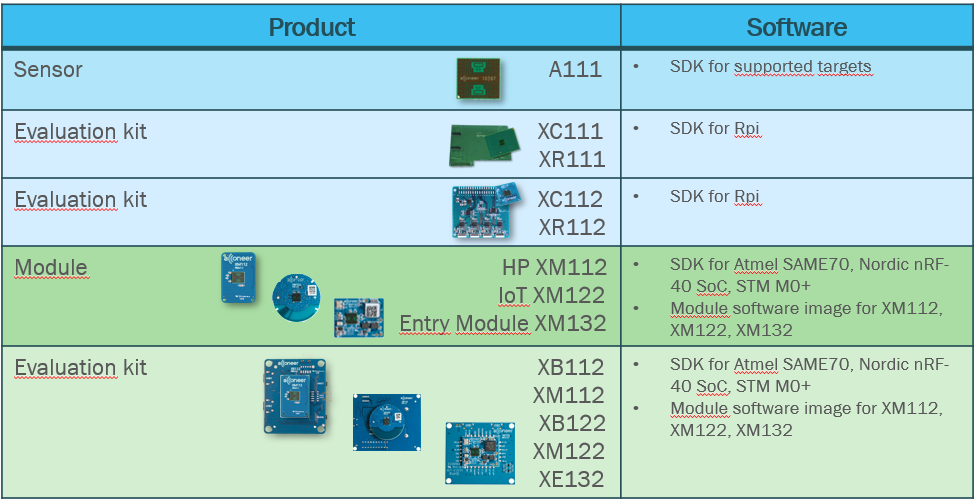 Product
Software
Sensor
A111
• SDK for supported targets
Evaluation kit
XC111
XR111
• SDK for Rpi
Evaluation kit
XC112
XR112
• SDK for Rpi
Module
HP XM112
IoT XM122
Entry Module XM132
• SDK for Atmel SAME70, Nordic nRF-
40 SoC, STM M0+
• Module software image for XM112,
XM122, XM132
Evaluation kit
XB112
XM112
XB122
XM122
XE132
• SDK for Atmel SAME70, Nordic nRF-
40 SoC, STM M0+
• Module software image for XM112,
XM122, XM132